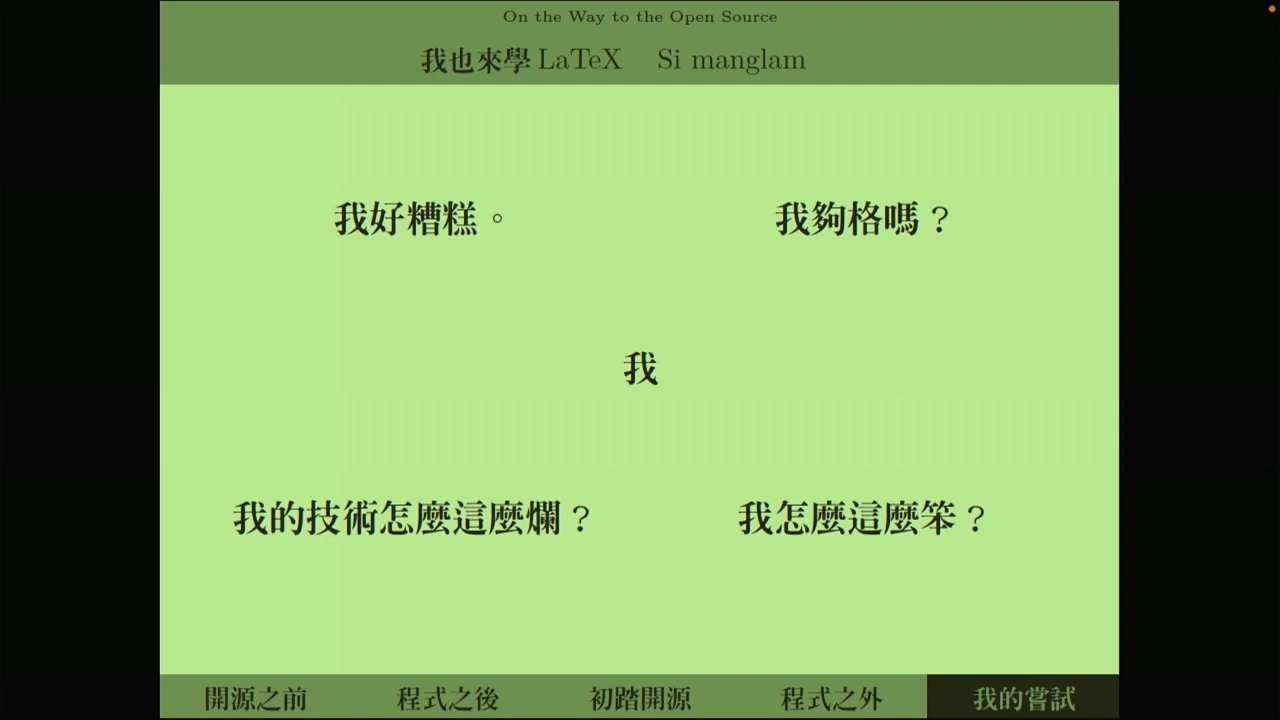 On the Way to the Open Source
我也來學 LaTeX Si manglam
我好糟糕。
我夠格嗎？
我
我的技術怎麼這麼爛？
我怎麼這麼笨？
開源之前
程式之後
初踏開源
程式之外
我的嘗試